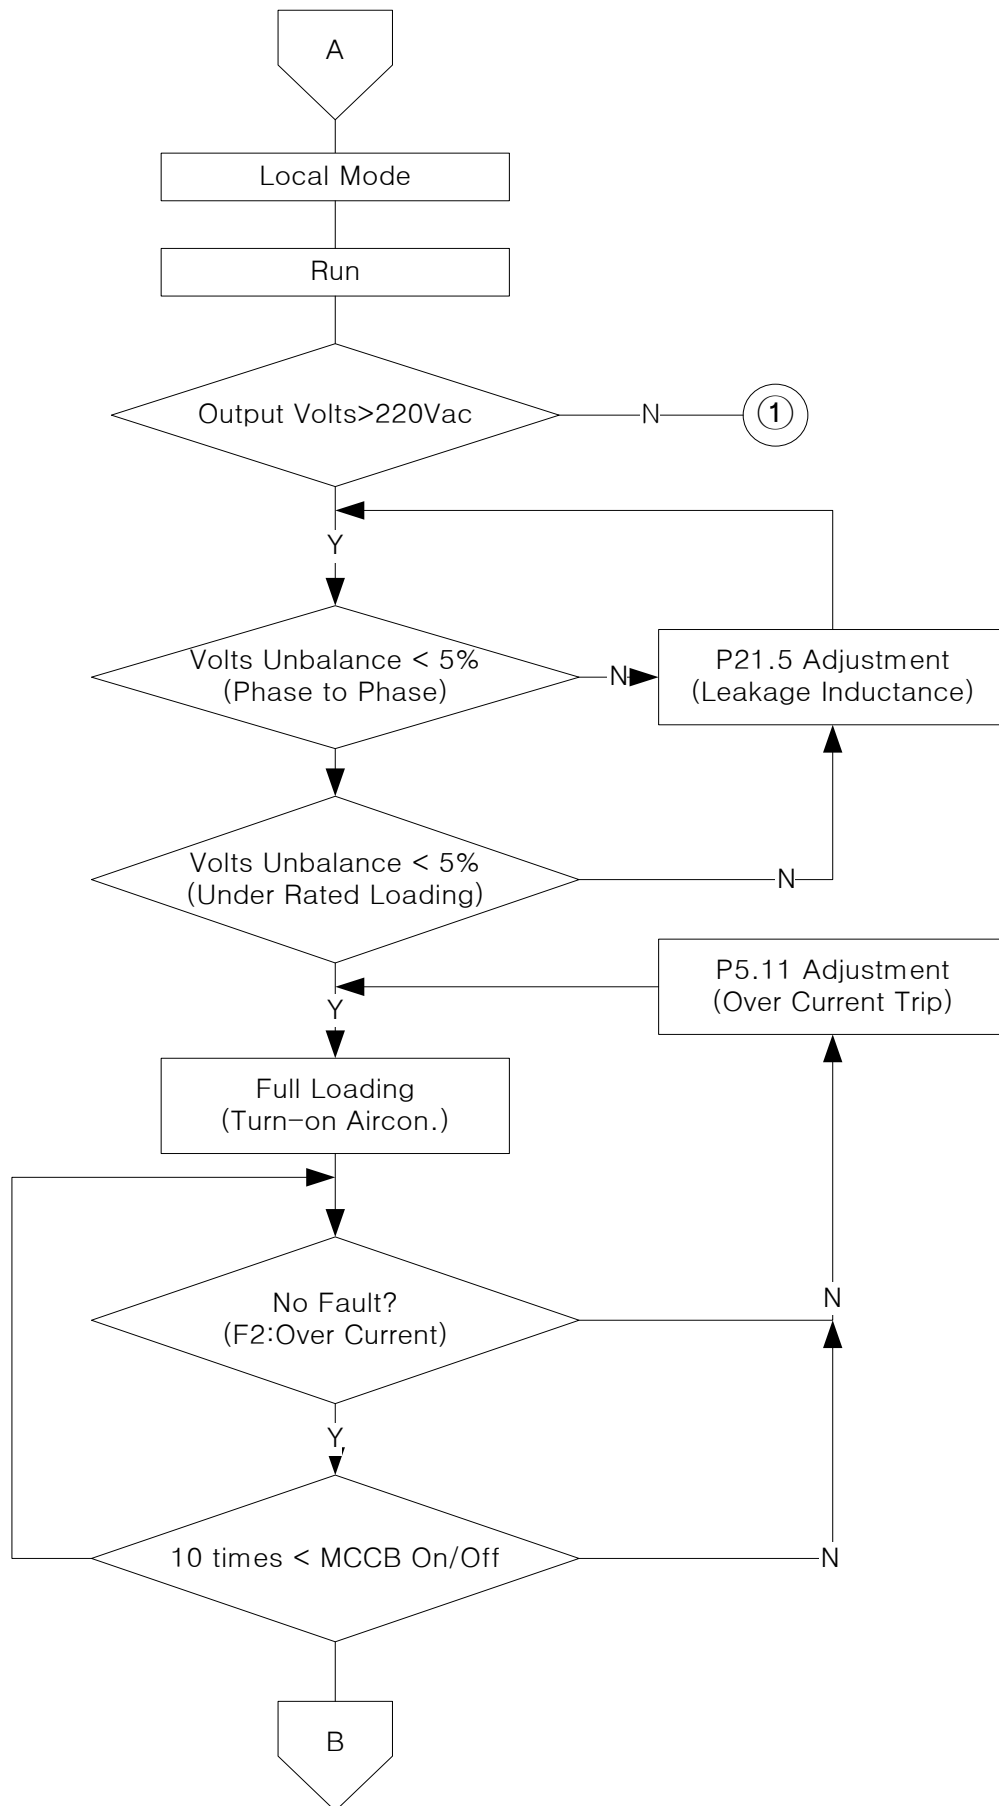 A
Local Mode
Run
Output Volts>220Vac
N
①
Y
Volts Unbalance < 5%
(Phase to Phase)
N
P21.5 Adjustment
(Leakage Inductance)
Volts Unbalance < 5%
(Under Rated Loading)
N
P5.11 Adjustment
(Over Current Trip)
Y
Full Loading
(Turn-on Aircon.)
No Fault?
(F2:Over Current)
N
Y
10 times < MCCB On/Off
N
B